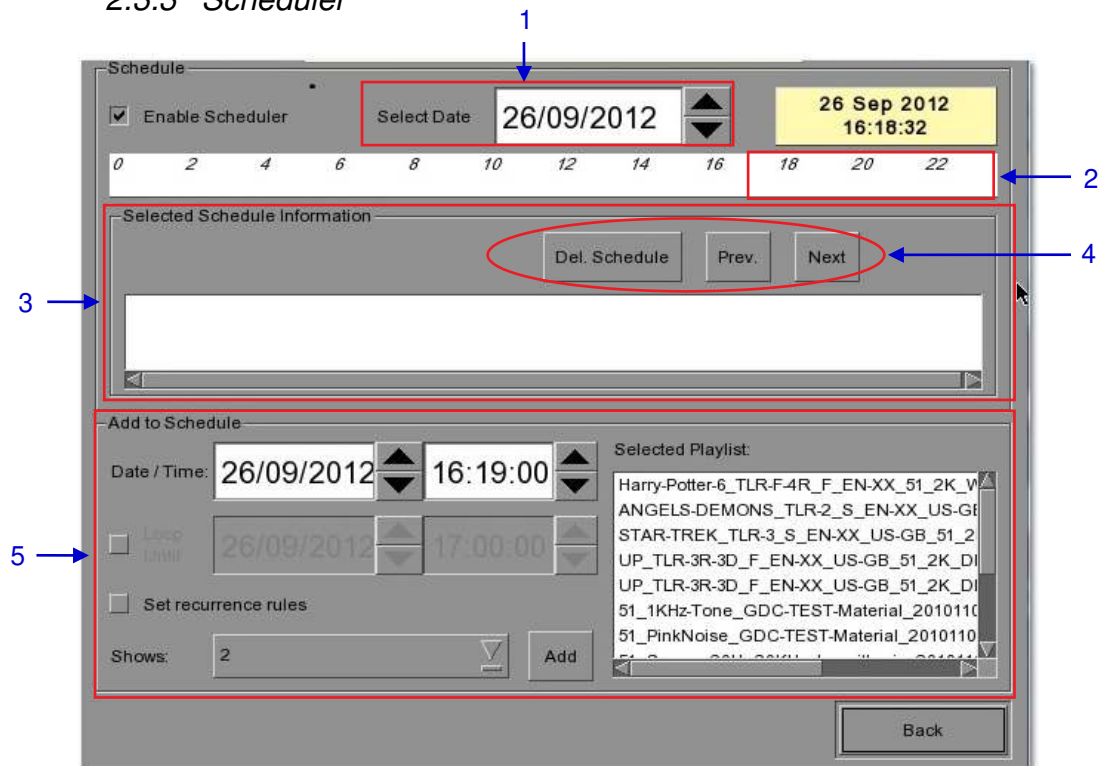 2.3.3 Scheduler
1
Schedule
Enable Scheduler
Select Date
26/09/2012
26 Sep 2012
16:18:32
0 2 4 6 8 10 12 14 16 18 20 22
2
Selected Schedule Information
Del. Schedule
Prev.
Next
4
3
Add to Schedule
Date / Time:
26/09/2012
16:19:00
Loop
Until
26/09/2012
17:00:00
5
Set recurrence rules
Shows:
2
Add
Selected Playlist:
Harry-Potter-6_TLR-F-4R_F_EN-XX_51_2K_W
ANGELS-DEMONS_TLR-2_S_EN-XX_US-GB
STAR-TREK_TLR-3_S_EN-XX_US-GB_51_2
UP_TLR-3R-3D_F_EN-XX_US-GB_51_2K_DI
UP_TLR-3R-3D_F_EN-XX_US-GB_51_2K_DI
51_1KHz-Tone_GDC-TEST-Material_2010110
51_PinkNoise_GDC-TEST-Material_2010110
Back